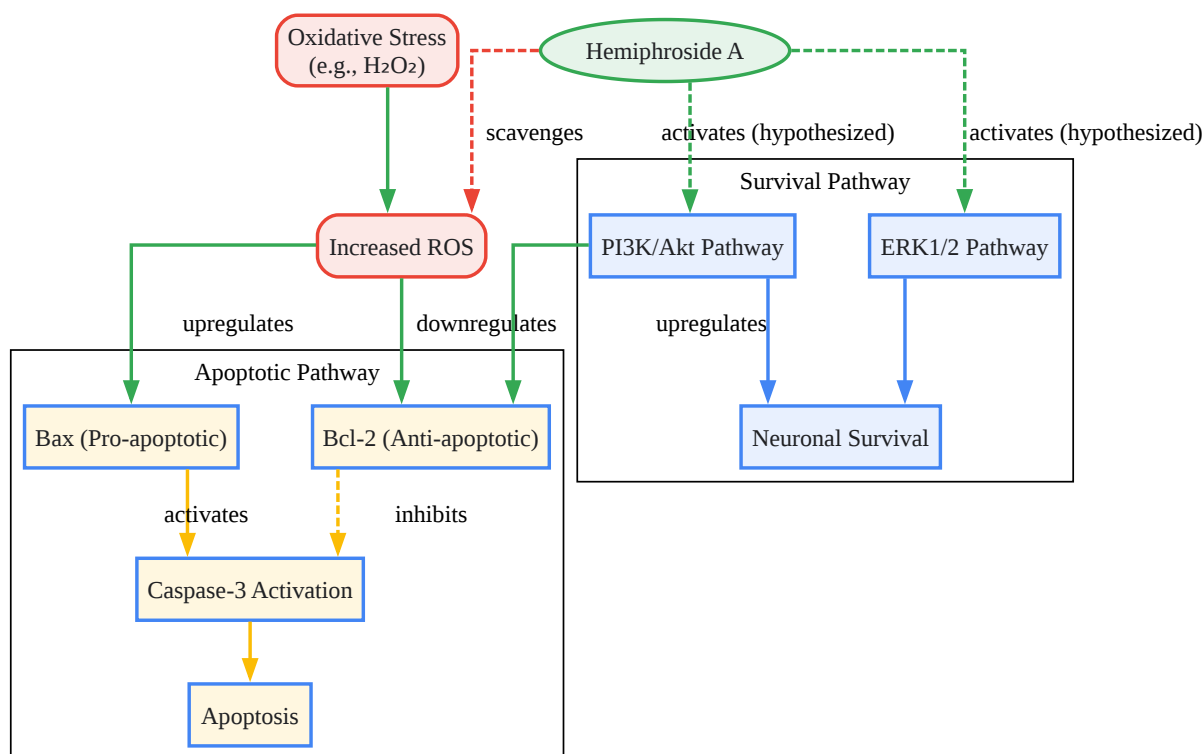 Oxidative Stress
(e.g., H₂O₂)
Hemiphroside A
scavenges
activates (hypothesized)
activates (hypothesized)
Survival Pathway
Increased ROS
PI3K/Akt Pathway
ERK1/2 Pathway
upregulates
downregulates
upregulates
Apoptotic Pathway
Bax (Pro-apoptotic)
Bcl-2 (Anti-apoptotic)
Neuronal Survival
activates
inhibits
Caspase-3 Activation
Apoptosis